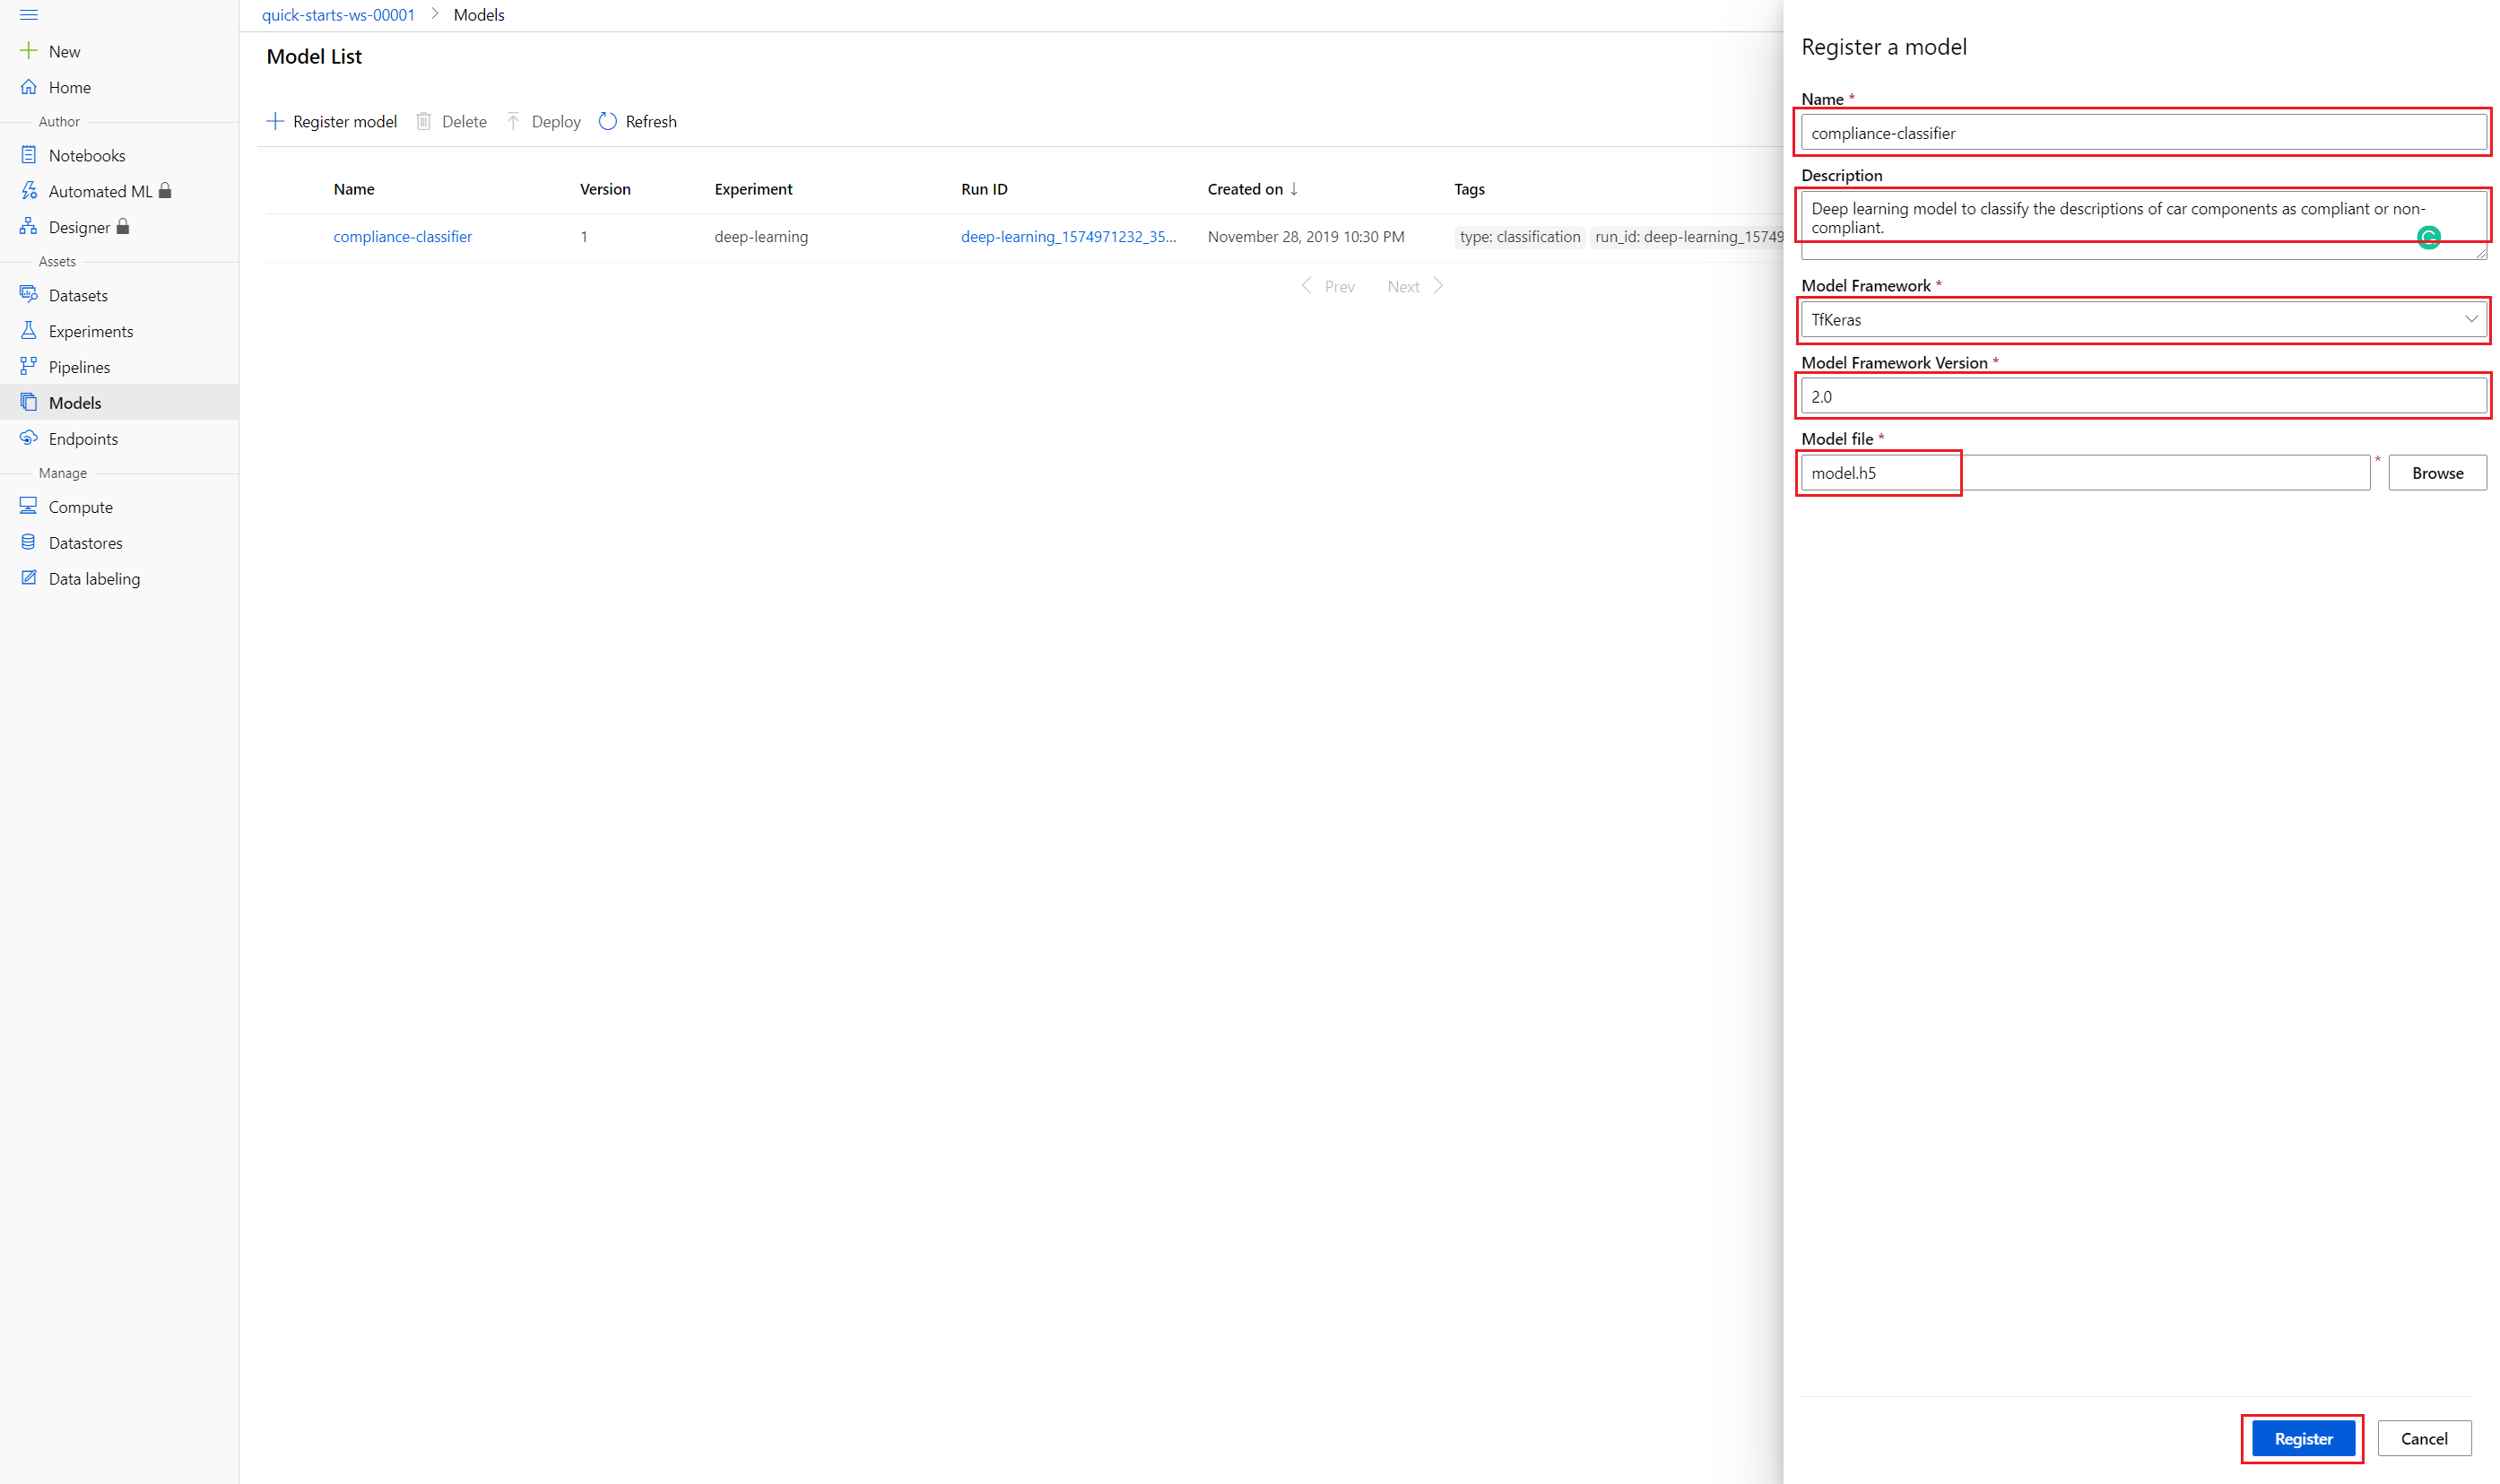 quick-starts-ws-00001 > Models
New
Home
Author
Notebooks
Automated ML
Designer
Assets
Datasets
Experiments
Pipelines
Models
Endpoints
Manage
Compute
Datastores
Data labeling
Model List
Register model Delete Deploy Refresh
Name Version Experiment Run ID Created on ↓ Tags
compliance-classifier 1 deep-learning deep-learning_1574971232_35... November 28, 2019 10:30 PM type: classification run_id: deep-learning_15749
< Prev Next >
Register a model
Name *
compliance-classifier
Description
Deep learning model to classify the descriptions of car components as compliant or non-
compliant.
Model Framework *
TfKeras
Model Framework Version *
2.0
Model file *
model.h5 * Browse
Register Cancel